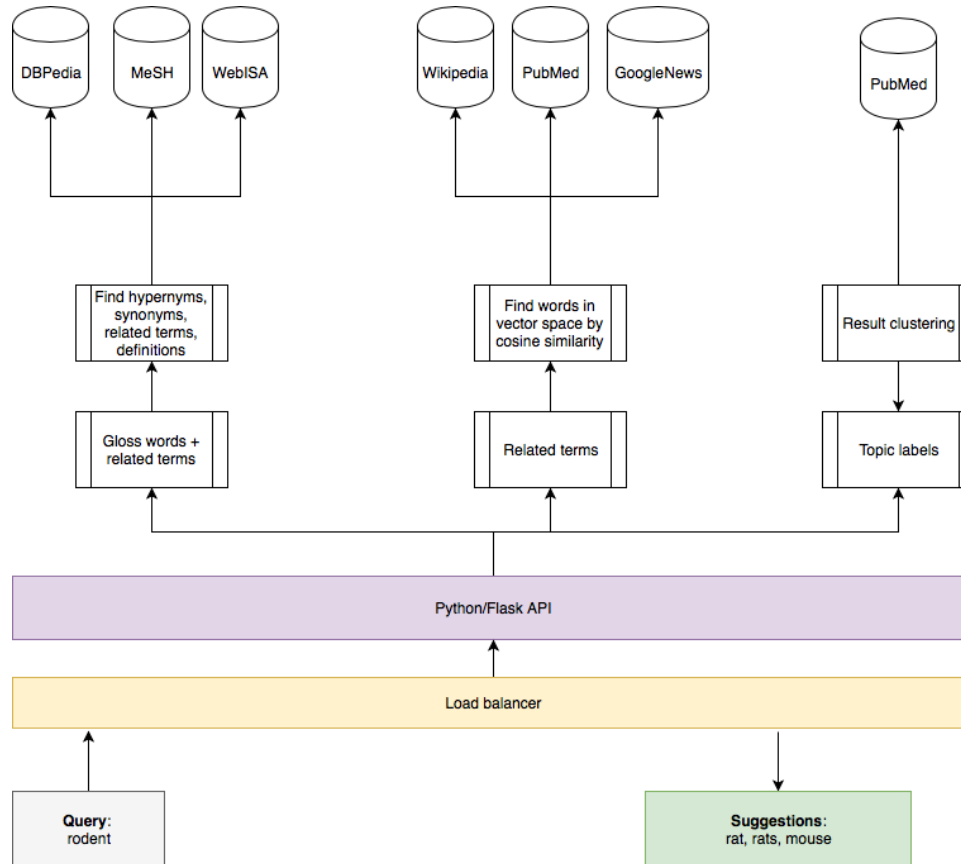 DBPedia
MeSH
WebISA
Wikipedia
PubMed
GoogleNews
PubMed
Find hypernyms,
synonyms,
related terms,
definitions
Find words in
vector space by
cosine similarity
Result clustering
Gloss words +
related terms
Related terms
Topic labels
Python/Flask API
Load balancer
Query:
rodent
Suggestions:
rat, rats, mouse